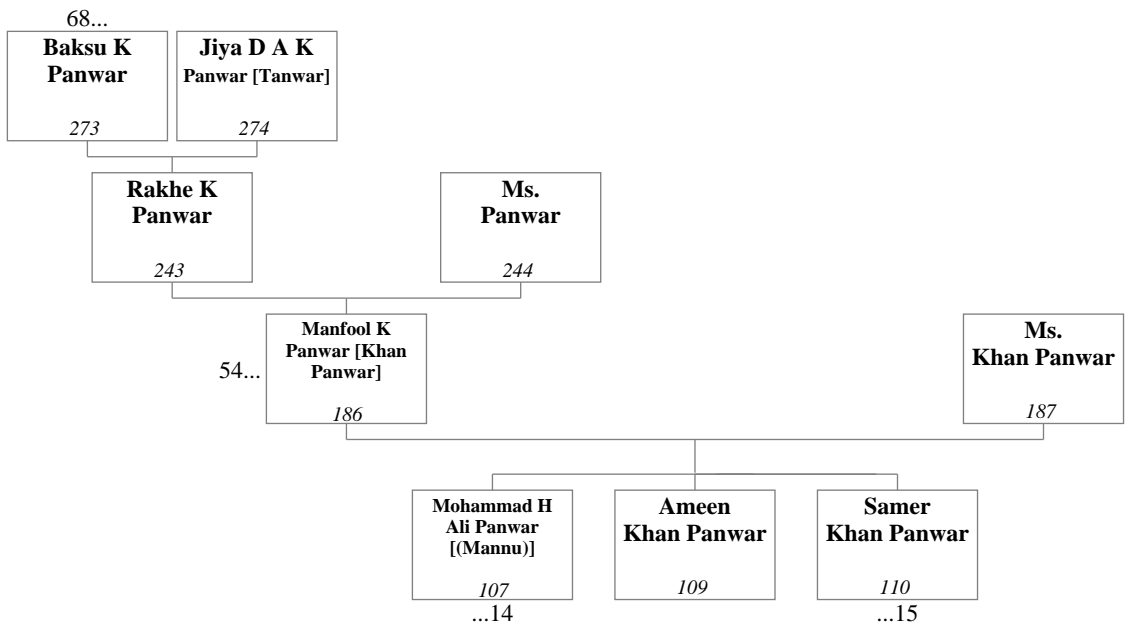 68...
Baksu K
Panwar
273
Jiya D A K
Panwar [Tanwar]
274
Rakhe K
Panwar
243
Ms.
Panwar
244
54...
Manfool K
Panwar [Khan
Panwar]
186
Ms.
Khan Panwar
187
Mohammad H
Ali Panwar
[(Mannu)]
107
...14
Ameen
Khan Panwar
109
Samer
Khan Panwar
110
...15